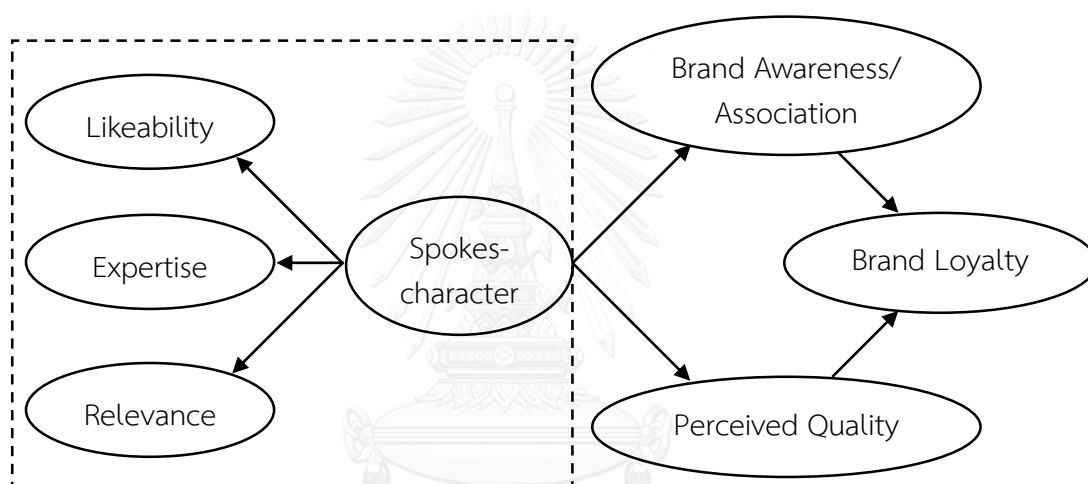 Likeability
Expertise
Relevance
Spokes-
character
Brand Awareness/
Association
Brand Loyalty
Perceived Quality